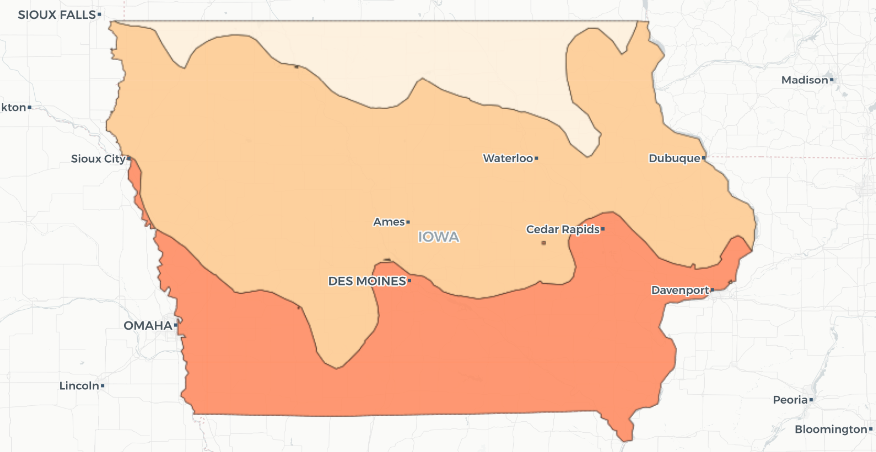 SIOUX FALLS
Madison
kton
Sioux City
Waterloo
Dubuque
Ames
IOWA
Cedar Rapids
DES MOINES
Davenport
OMAHA
Lincoln
Peoria
Bloomington